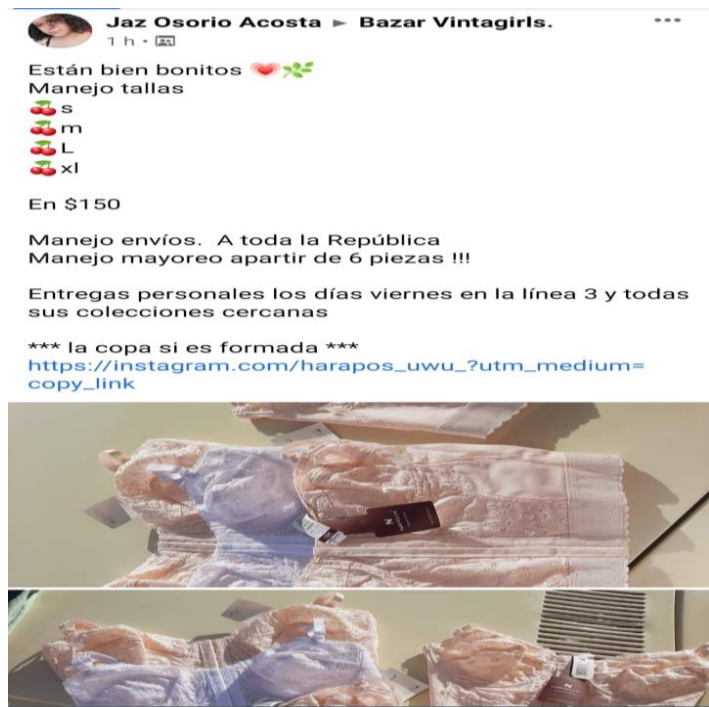 Jaz Osorio Acosta ► Bazar Vintagirls.
1 h ·
Están bien bonitos 💗🌿
Manejo tallas
🍒s
🍒m
🍒L
🍒xl
En $150
Manejo envíos. A toda la República
Manejo mayoreo apartir de 6 piezas !!!
Entregas personales los días viernes en la línea 3 y todas
sus colecciones cercanas
*** la copa si es formada ***
https://instagram.com/harapos_uwu_?utm_medium=
copy_link
N